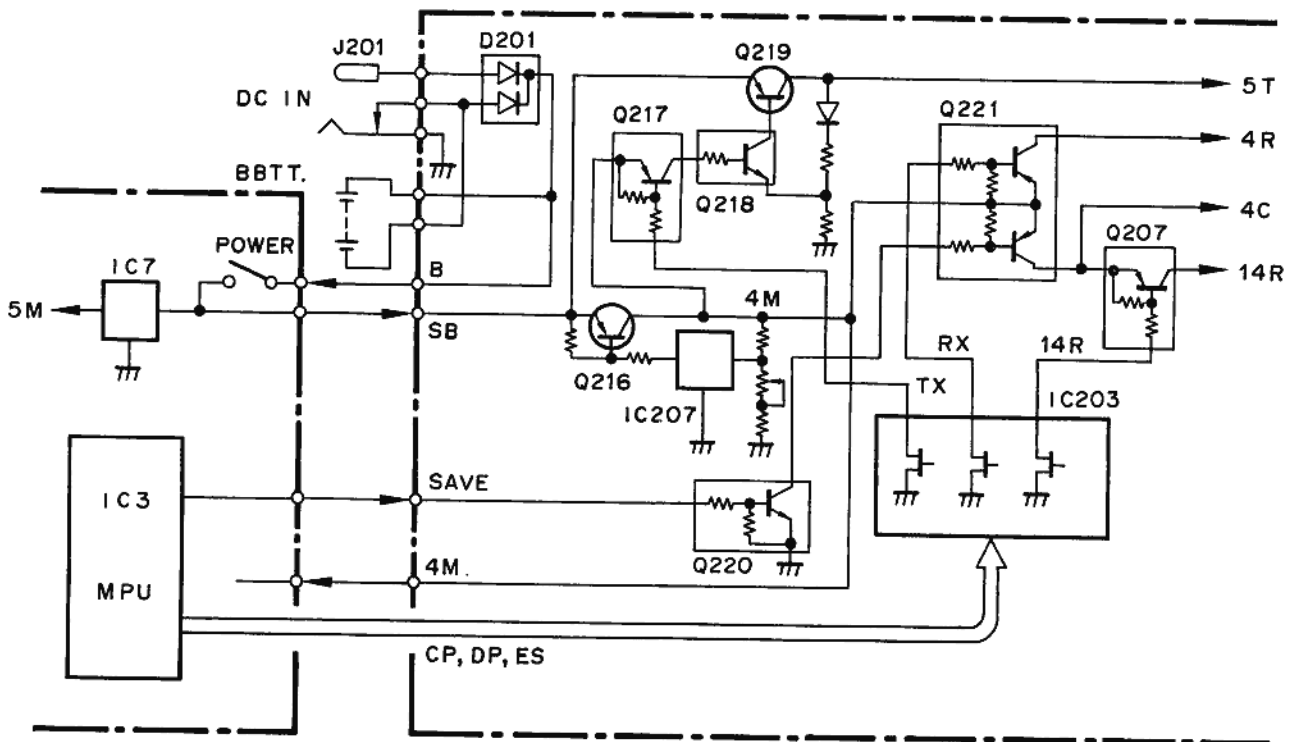 J201
D201
Q219
DC IN
5T
Q217
Q221
4R
BBTT.
Q218
4C
POWER
Q207
IC7
B
14R
5M
4M
SB
RX
14R
Q216
TX
IC207
IC203
SAVE
IC3
Q220
4M.
MPU
CP, DP, ES